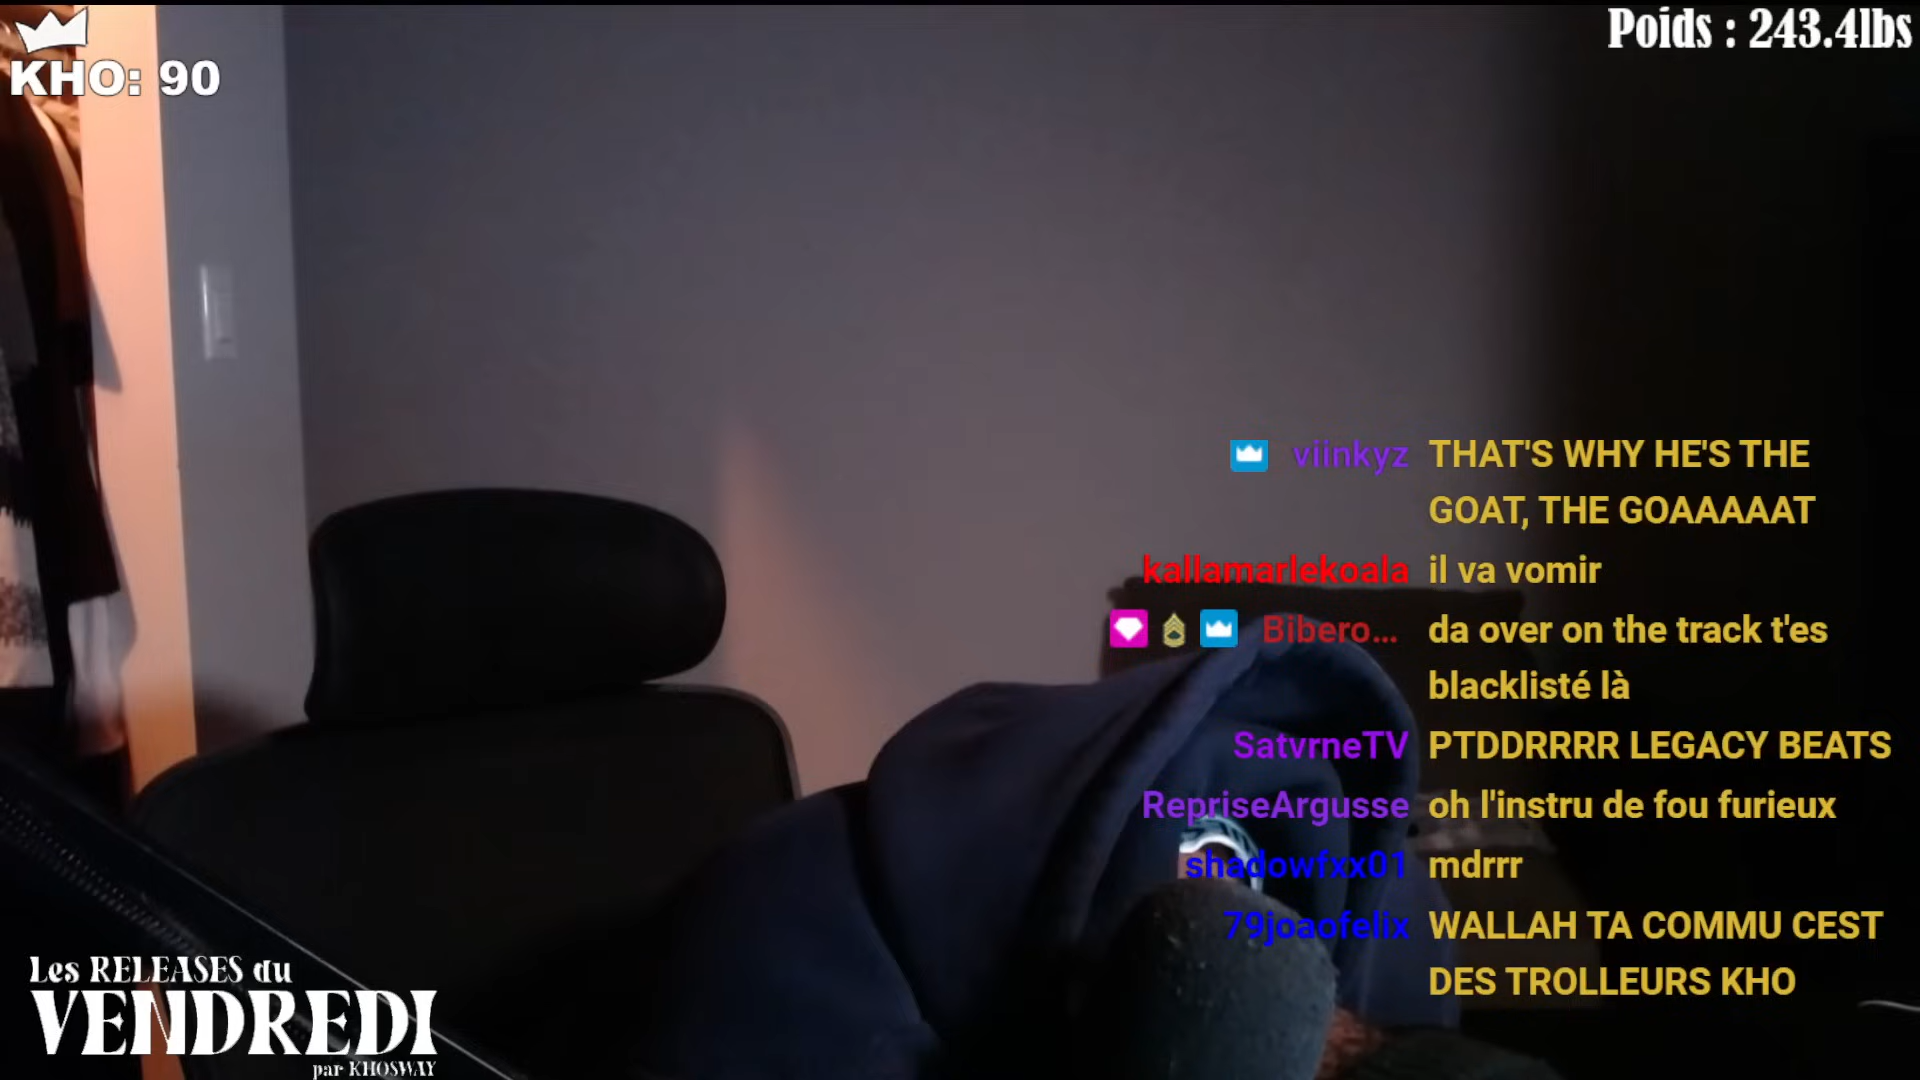 KHO: 90
Poids : 243.4lbs
viinkyz THAT'S WHY HE'S THE
GOAT, THE GOAAAAAT
kallamarlekoala il va vomir
Bibero... da over on the track t'es
blacklisté là
SatvrneTV PTDDRRRR LEGACY BEATS
RepriseArgusse oh l'instru de fou furieux
shadowfxx01 mdrrr
79joaofelix WALLAH TA COMMU CEST
DES TROLLEURS KHO
Les RELEASES du
VENDREDI
par KHOSWAY